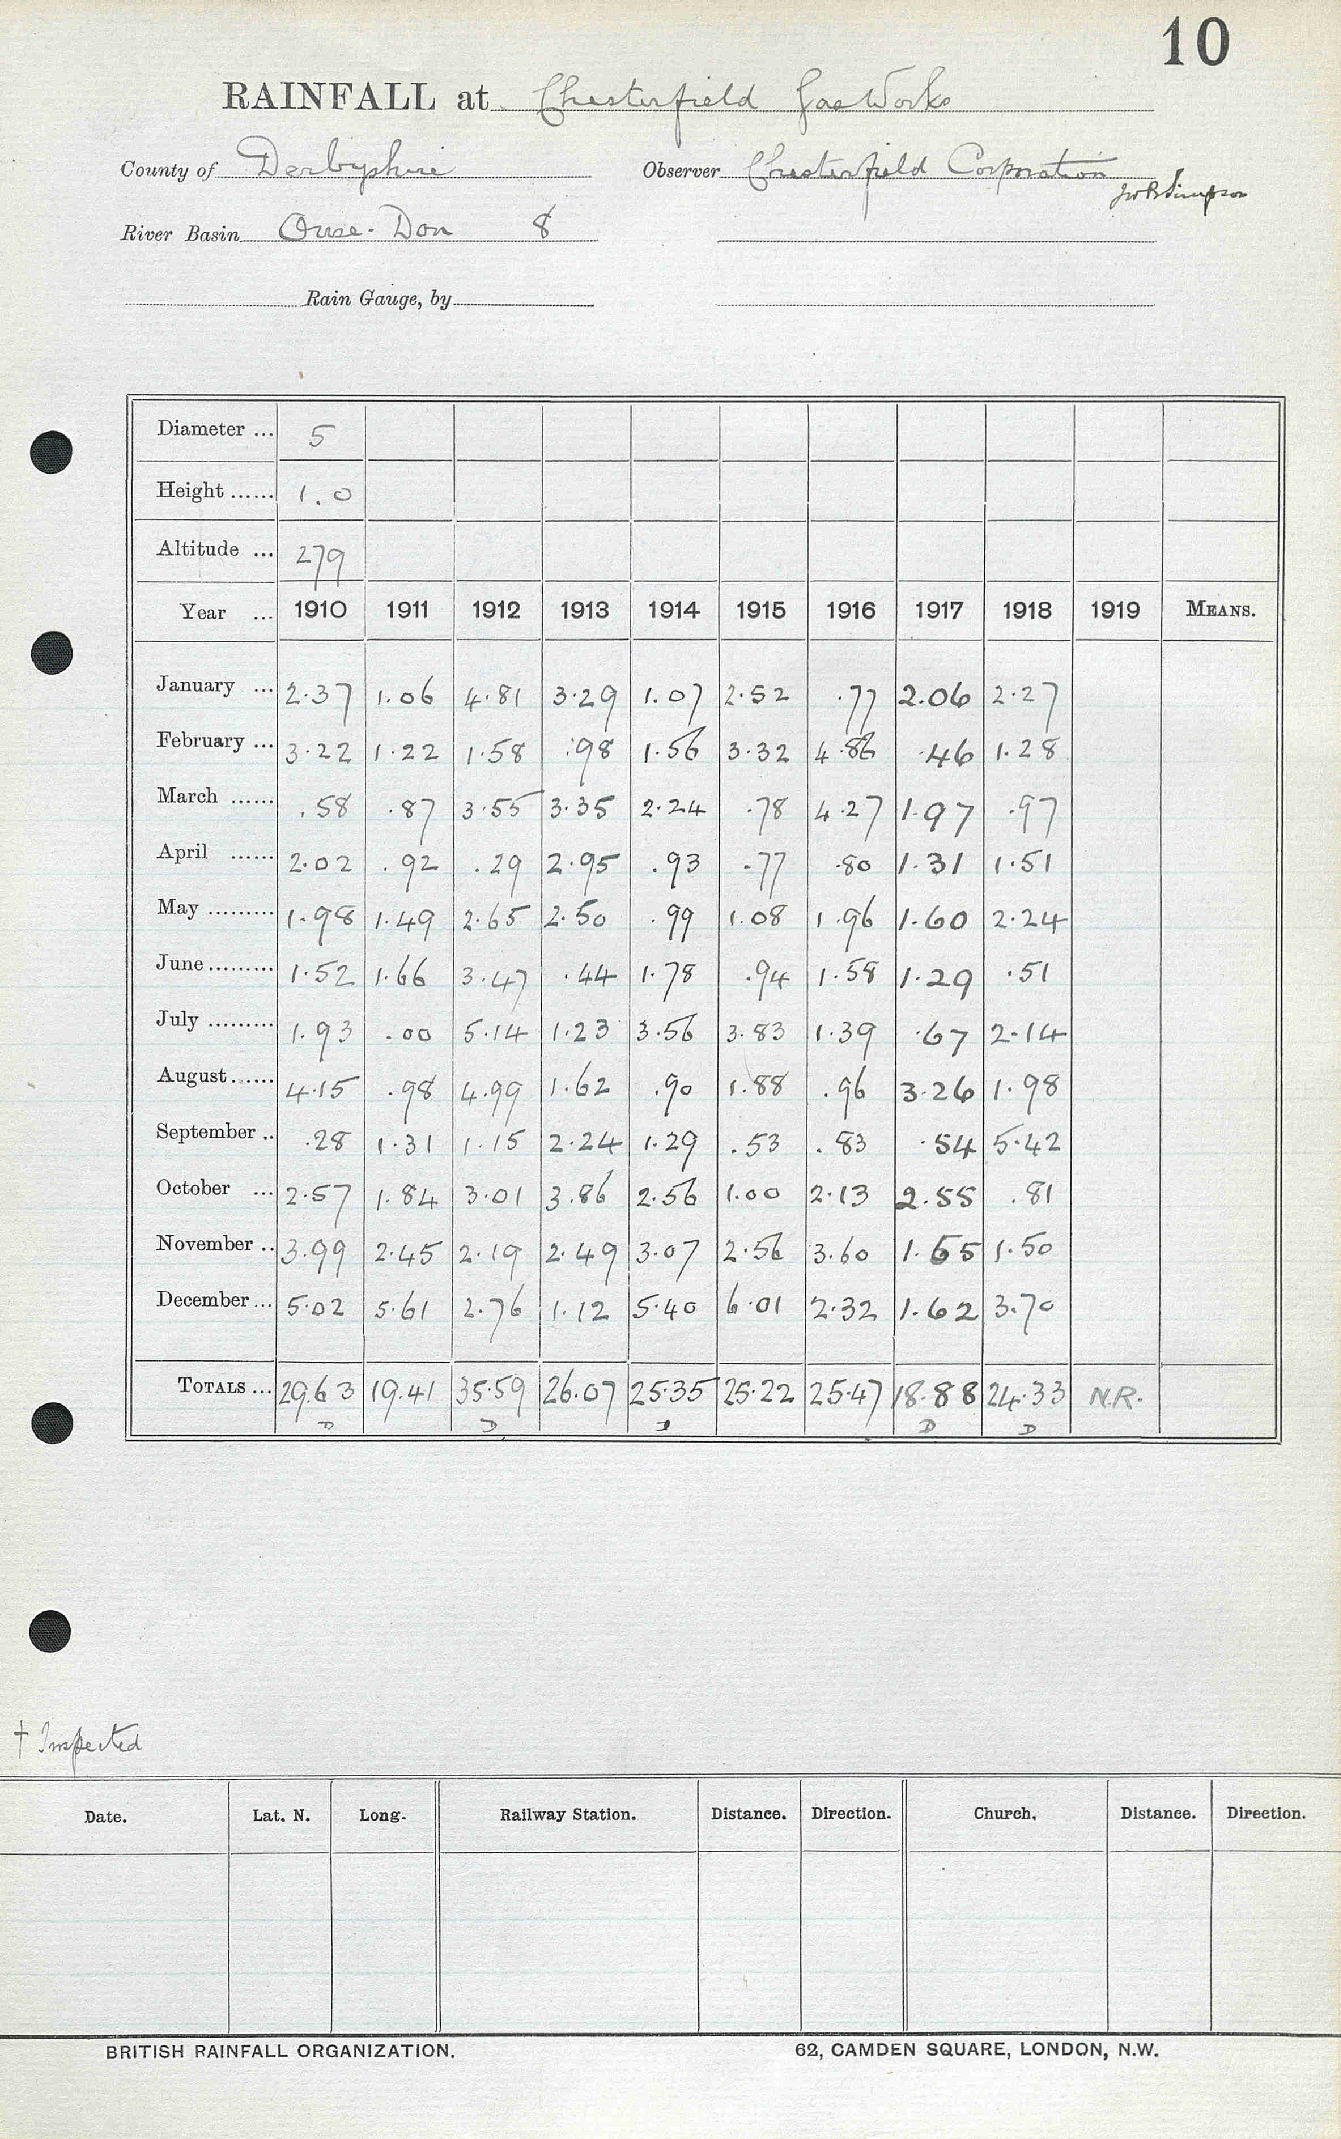 10
RAINFALL at Chesterfield Gas Works
County of Derbyshire Observer Chesterfield Corporation
Simpson
River Basin Ouse - Don 8
Rain Gauge, by
Diameter ... 5
Height ...... 1.0
Altitude ... 279
Year ... 1910 1911 1912 1913 1914 1915 1916 1917 1918 1919 MEANS.
January ... 2.37 1.06 4.81 3.29 1.07 2.52 .77 2.06 2.27
February ... 3.22 1.22 1.58 .98 1.56 3.32 4.86 .46 1.28
March ...... .58 .87 3.55 3.35 2.24 .78 4.27 1.97 .97
April ...... 2.02 .92 .29 2.95 .93 .77 .80 1.31 1.51
May ......... 1.98 1.49 2.65 2.50 .99 1.08 1.96 1.60 2.24
June ......... 1.52 1.66 3.47 .44 1.78 .94 1.58 1.29 .51
July ......... 1.93 .00 5.14 1.23 3.56 3.83 1.39 .67 2.14
August ...... 4.15 .98 4.99 1.62 .90 1.88 .96 3.26 1.98
September .. .28 1.31 1.15 2.24 1.29 .53 .83 .54 5.42
October ... 2.57 1.84 3.01 3.86 2.56 1.00 2.13 2.55 .81
November .. 3.99 2.45 2.19 2.49 3.07 2.56 3.60 1.65 1.50
December ... 5.02 5.61 2.76 1.12 5.40 6.01 2.32 1.62 3.70
TOTALS ... 29.63 19.41 35.59 26.07 25.35 25.22 25.47 18.88 24.33 N.R.
D D D D D
† Inspected
Date. Lat. N. Long. Railway Station. Distance. Direction. Church. Distance. Direction.
BRITISH RAINFALL ORGANIZATION. 62, CAMDEN SQUARE, LONDON, N.W.